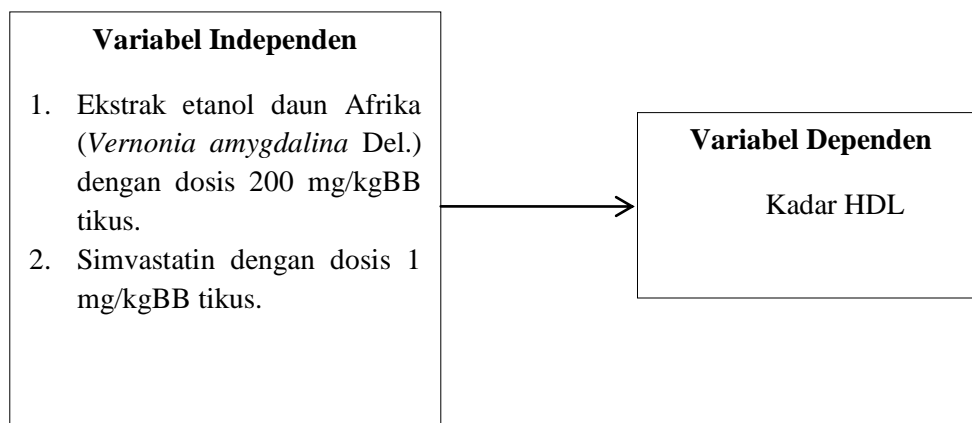 Variabel Independen
1. Ekstrak etanol daun Afrika
(Vernonia amygdalina Del.)
dengan dosis 200 mg/kgBB
tikus.
2. Simvastatin dengan dosis 1
mg/kgBB tikus.
Variabel Dependen
Kadar HDL